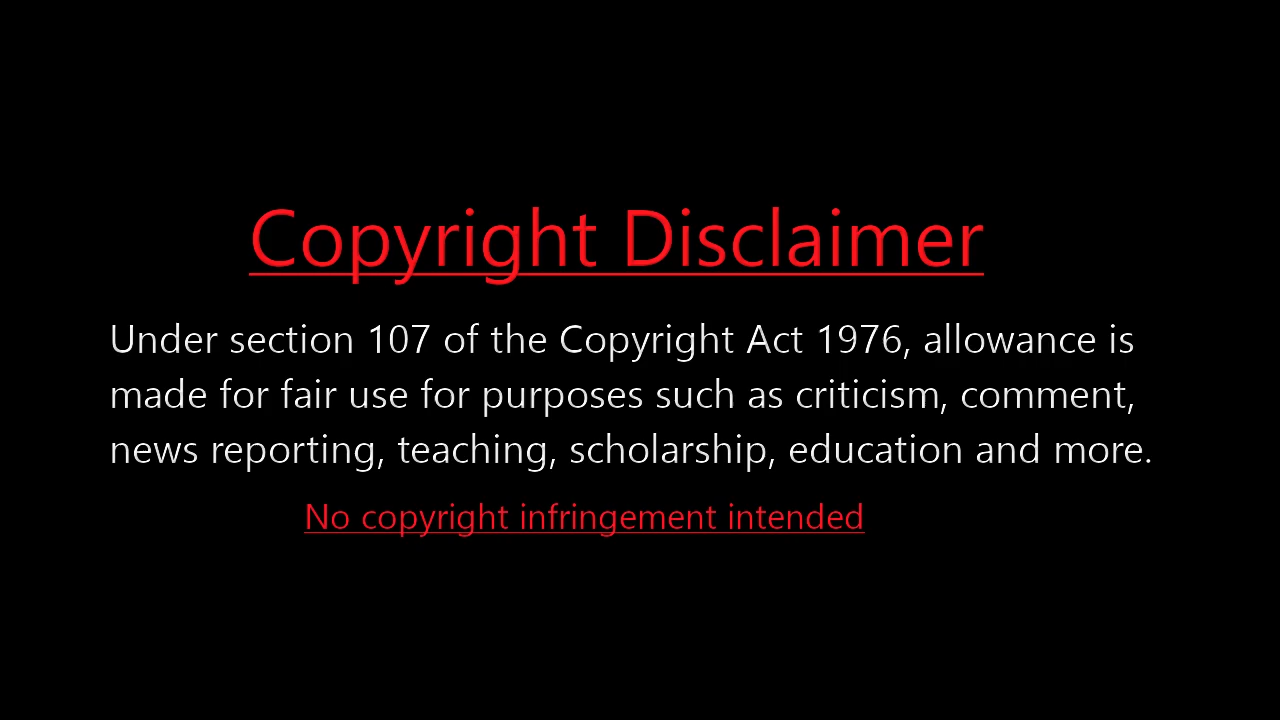 Copyright Disclaimer
Under section 107 of the Copyright Act 1976, allowance is
made for fair use for purposes such as criticism, comment,
news reporting, teaching, scholarship, education and more.
No copyright infringement intended